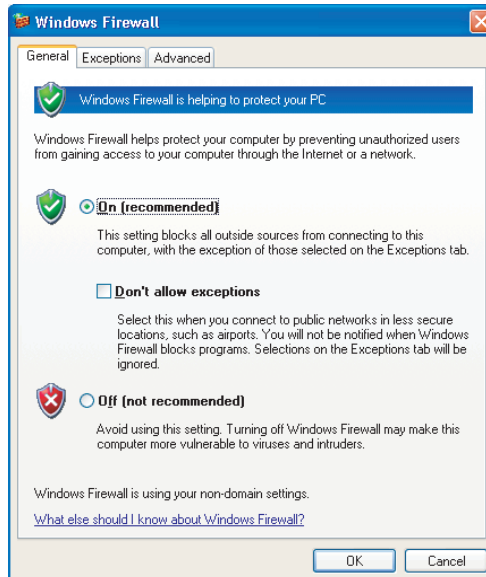 Windows Firewall
General Exceptions Advanced
Windows Firewall is helping to protect your PC
Windows Firewall helps protect your computer by preventing unauthorized users
from gaining access to your computer through the Internet or a network.
On (recommended)
This setting blocks all outside sources from connecting to this
computer, with the exception of those selected on the Exceptions tab.
Don't allow exceptions
Select this when you connect to public networks in less secure
locations, such as airports. You will not be notified when Windows
Firewall blocks programs. Selections on the Exceptions tab will be
ignored.
Off (not recommended)
Avoid using this setting. Turning off Windows Firewall may make this
computer more vulnerable to viruses and intruders.
Windows Firewall is using your non-domain settings.
What else should I know about Windows Firewall?
OK Cancel